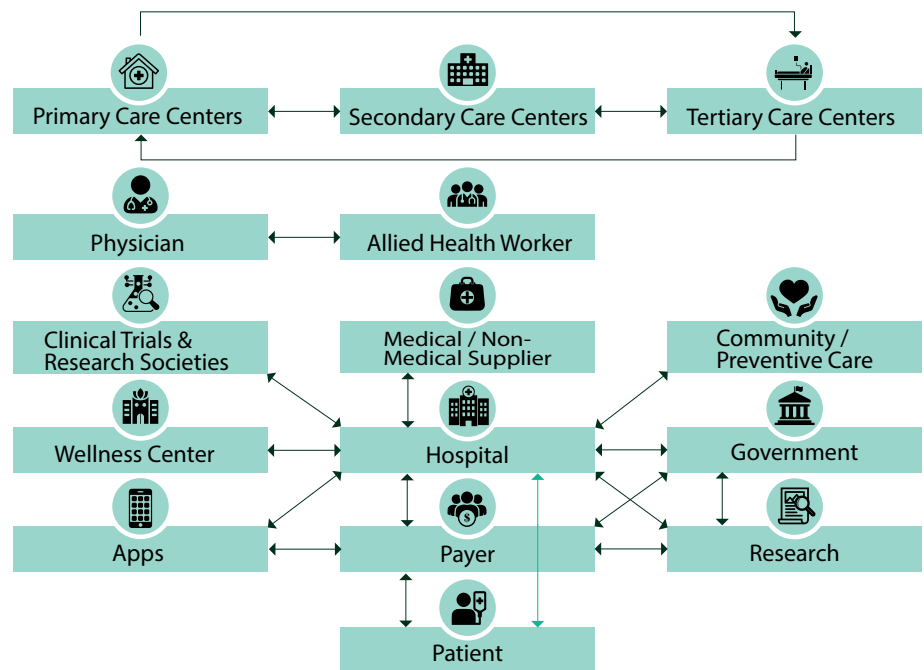 Primary Care Centers
Secondary Care Centers
Tertiary Care Centers
Physician
Allied Health Worker
Clinical Trials &
Research Societies
Medical / Non-
Medical Supplier
Community /
Preventive Care
Wellness Center
Hospital
Government
Apps
$
Payer
Research
Patient